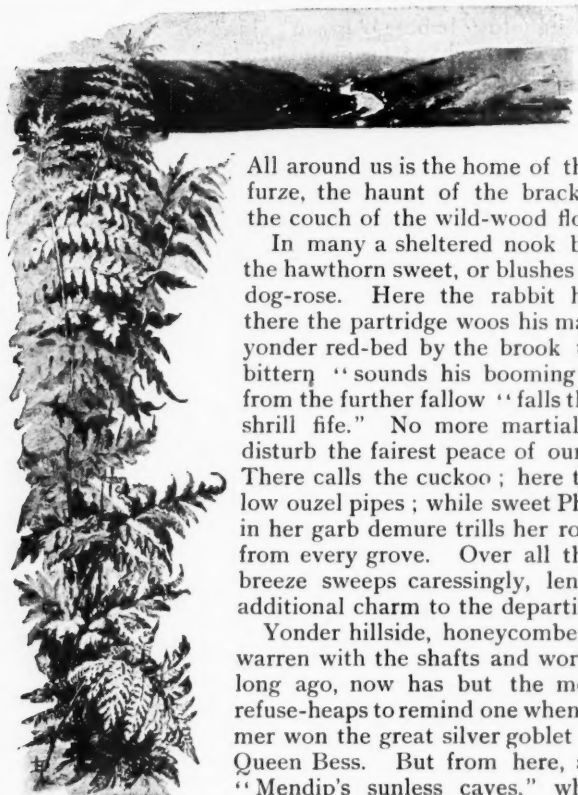 All around us is the home of th
furze, the haunt of the brack
the couch of the wild-wood flo
In many a sheltered nook b
the hawthorn sweet, or blushes
dog-rose. Here the rabbit h
there the partridge woos his ma
yonder red-bed by the brook t
bittern “sounds his booming
from the further fallow “falls th
shrill fife.” No more martial
disturb the fairest peace of our
There calls the cuckoo; here t
low ouzel pipes; while sweet Ph
in her garb demure trills her ro
from every grove. Over all th
breeze sweeps caressingly, len
additional charm to the departi
Yonder hillside, honeycombe
warren with the shafts and wor
long ago, now has but the mo
refuse-heaps to remind one when
mer won the great silver goblet
Queen Bess. But from here, a
“Mendip's sunless caves,” wh